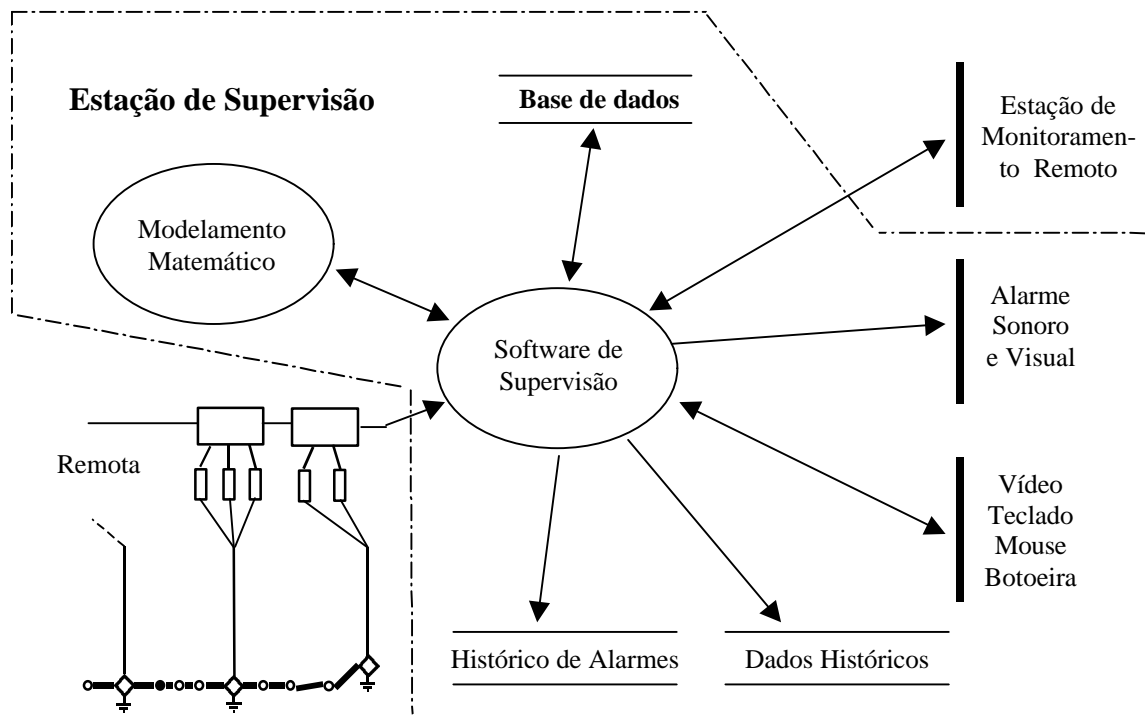 Estação de Supervisão
Base de dados
Estação de
Monitoramen-
to Remoto
Modelamento
Matemático
Alarme
Sonoro
e Visual
Software de
Supervisão
Remota
Vídeo
Teclado
Mouse
Botoeira
Histórico de Alarmes
Dados Históricos